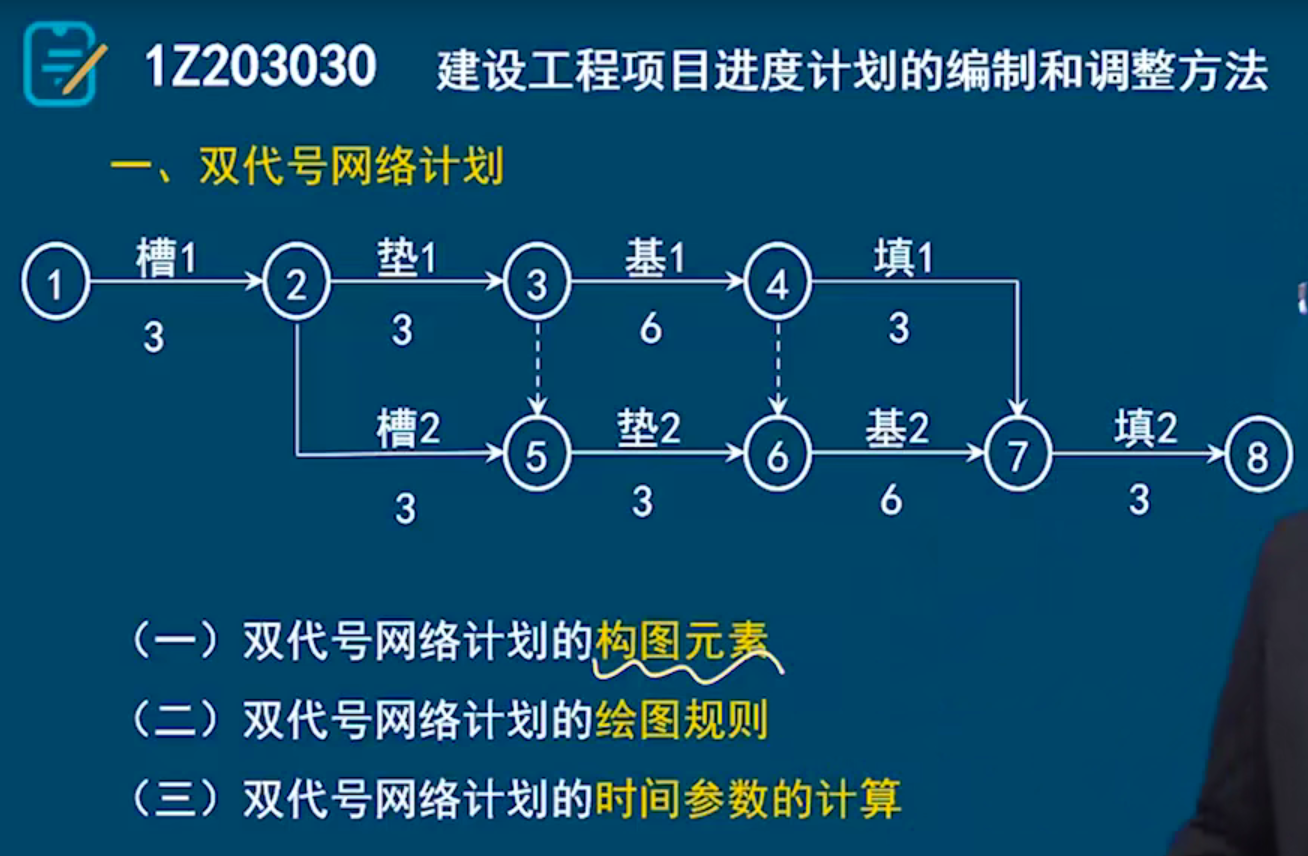 1Z203030 建设工程项目进度计划的编制和调整方法
一、双代号网络计划
槽1 垫1 基1 填1
1 2 3 4
3 3 6 3
槽2 垫2 基2 填2
5 6 7 8
3 3 6 3
（一）双代号网络计划的构图元素
（二）双代号网络计划的绘图规则
（三）双代号网络计划的时间参数的计算